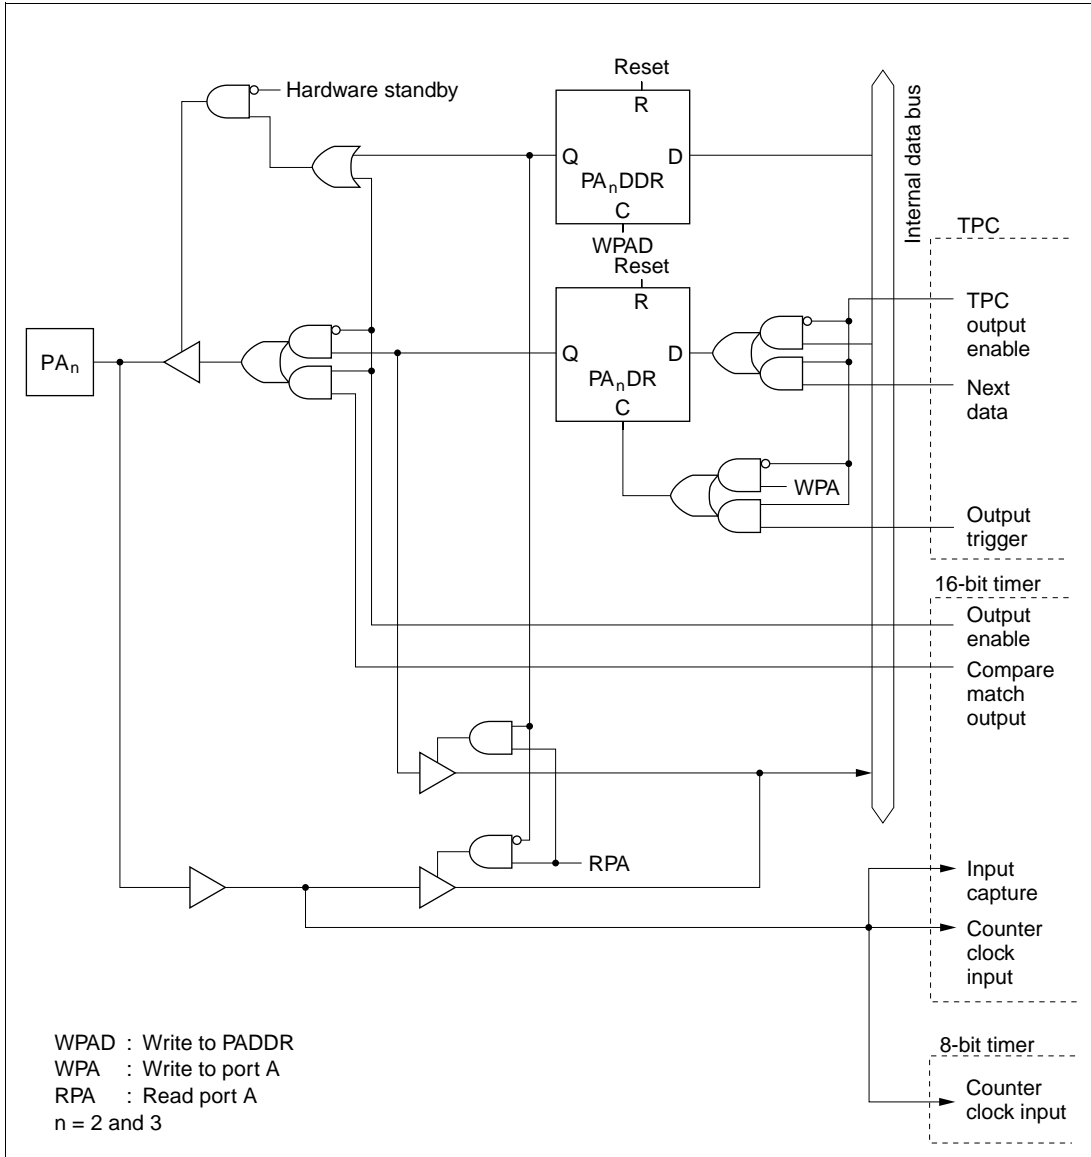 Reset
Hardware standby
R
Q
D
PAnDDR
C
WPAD
Internal data bus
TPC
Reset
R
TPC
output
enable
PAn
Q
D
PAnDR
C
Next
data
WPA
Output
trigger
16-bit timer
Output
enable
Compare
match
output
RPA
Input
capture
Counter
clock
input
WPAD : Write to PADDR
WPA : Write to port A
RPA : Read port A
n = 2 and 3
8-bit timer
Counter
clock input